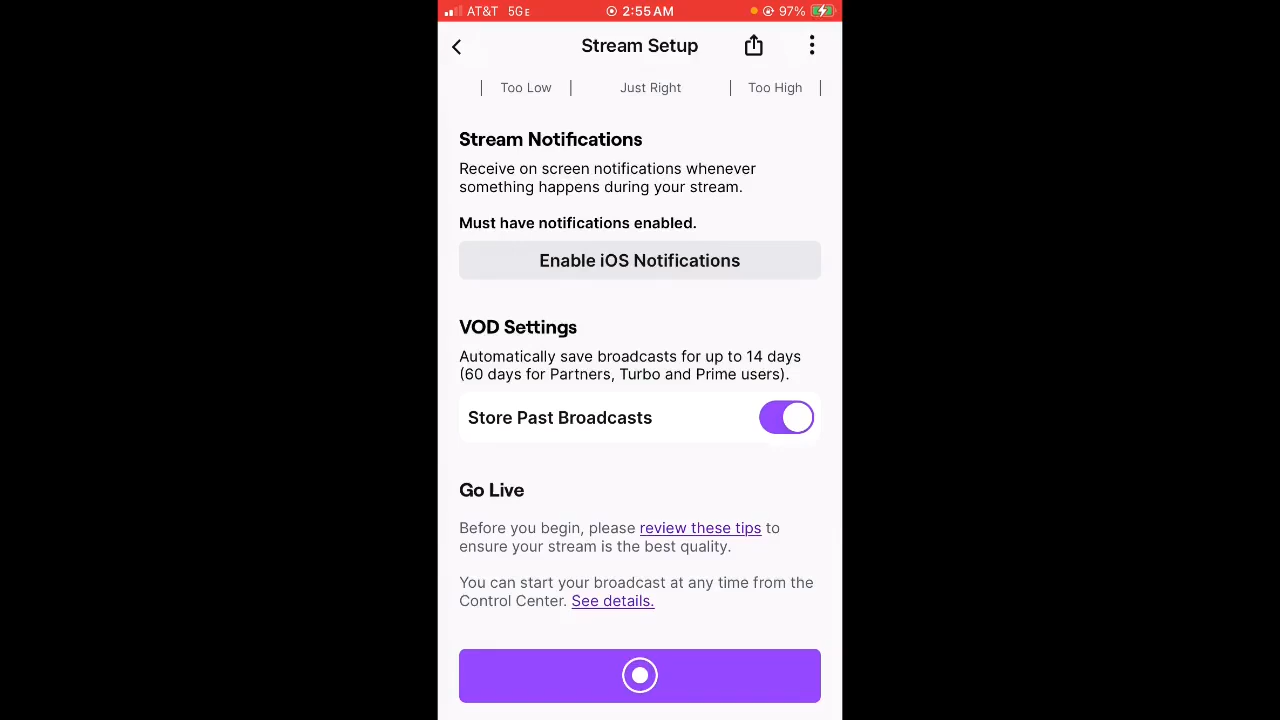 AT&T 5GE 2:55 AM 97%
Stream Setup
Too Low Just Right Too High
Stream Notifications
Receive on screen notifications whenever
something happens during your stream.
Must have notifications enabled.
Enable iOS Notifications
VOD Settings
Automatically save broadcasts for up to 14 days
(60 days for Partners, Turbo and Prime users).
Store Past Broadcasts
Go Live
Before you begin, please review these tips to
ensure your stream is the best quality.
You can start your broadcast at any time from the
Control Center. See details.